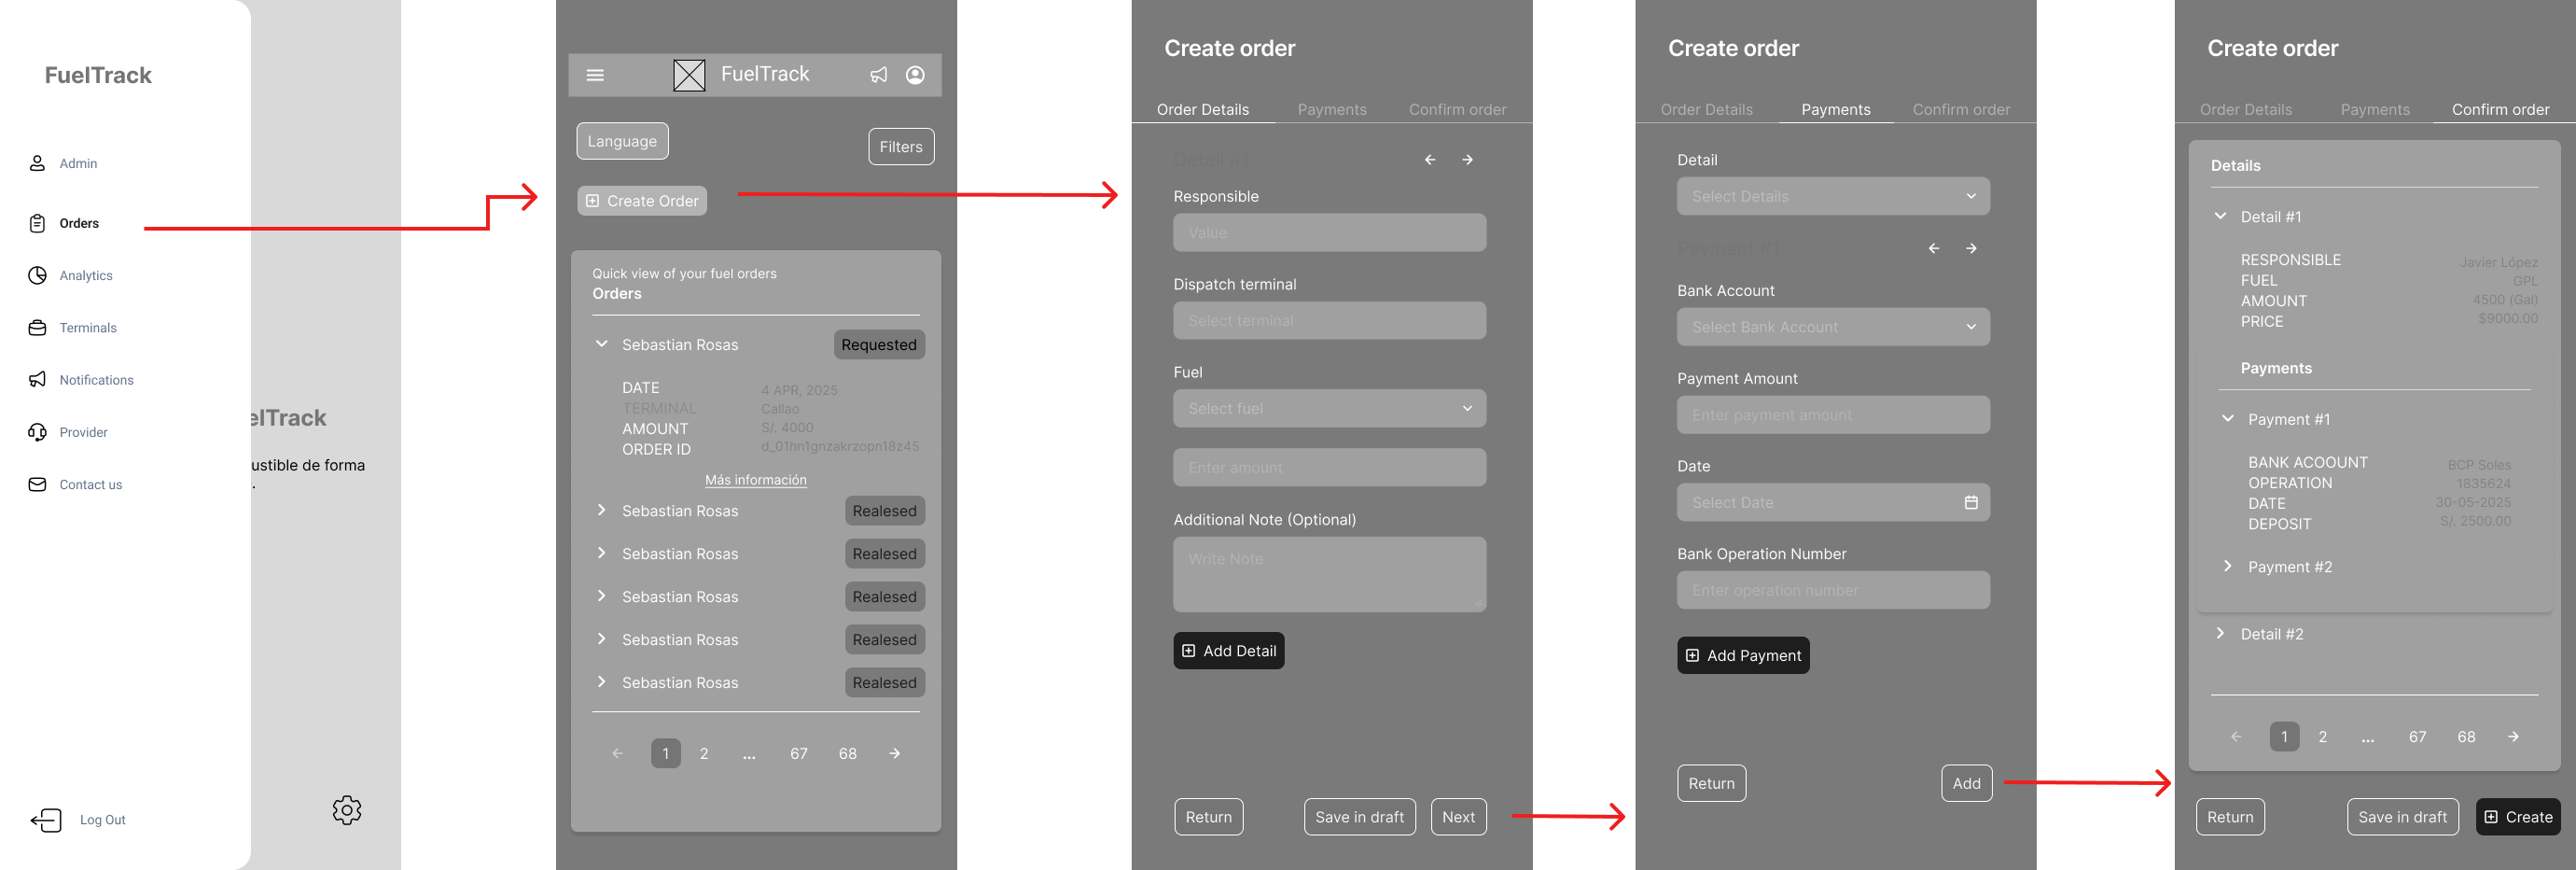 FuelTrack
Admin
Orders
Analytics
Terminals
Notifications
Provider
Contact us
Log Out
elTrack
ustible de forma
.
FuelTrack
Language
Filters
Create Order
Quick view of your fuel orders
Orders
Sebastian Rosas Requested
DATE 4 APR, 2025
TERMINAL Callao
AMOUNT S/. 4000
ORDER ID d_01hn1gnzakrzopn18z45
Más información
Sebastian Rosas Realesed
Sebastian Rosas Realesed
Sebastian Rosas Realesed
Sebastian Rosas Realesed
Sebastian Rosas Realesed
1 2 ... 67 68
Create order
Order Details Payments Confirm order
Detail #1
Responsible
Value
Dispatch terminal
Select terminal
Fuel
Select fuel
Enter amount
Additional Note (Optional)
Write Note
Add Detail
Return Save in draft Next
Create order
Order Details Payments Confirm order
Detail
Select Details
Payment #1
Bank Account
Select Bank Account
Payment Amount
Enter payment amount
Date
Select Date
Bank Operation Number
Enter operation number
Add Payment
Return Add
Create order
Order Details Payments Confirm order
Details
Detail #1
RESPONSIBLE Javier López
FUEL GPL
AMOUNT 4500 (Gal)
PRICE $9000.00
Payments
Payment #1
BANK ACOOUNT BCP Soles
OPERATION 1835624
DATE 30-05-2025
DEPOSIT S/. 2500.00
Payment #2
Detail #2
1 2 ... 67 68
Return Save in draft Create